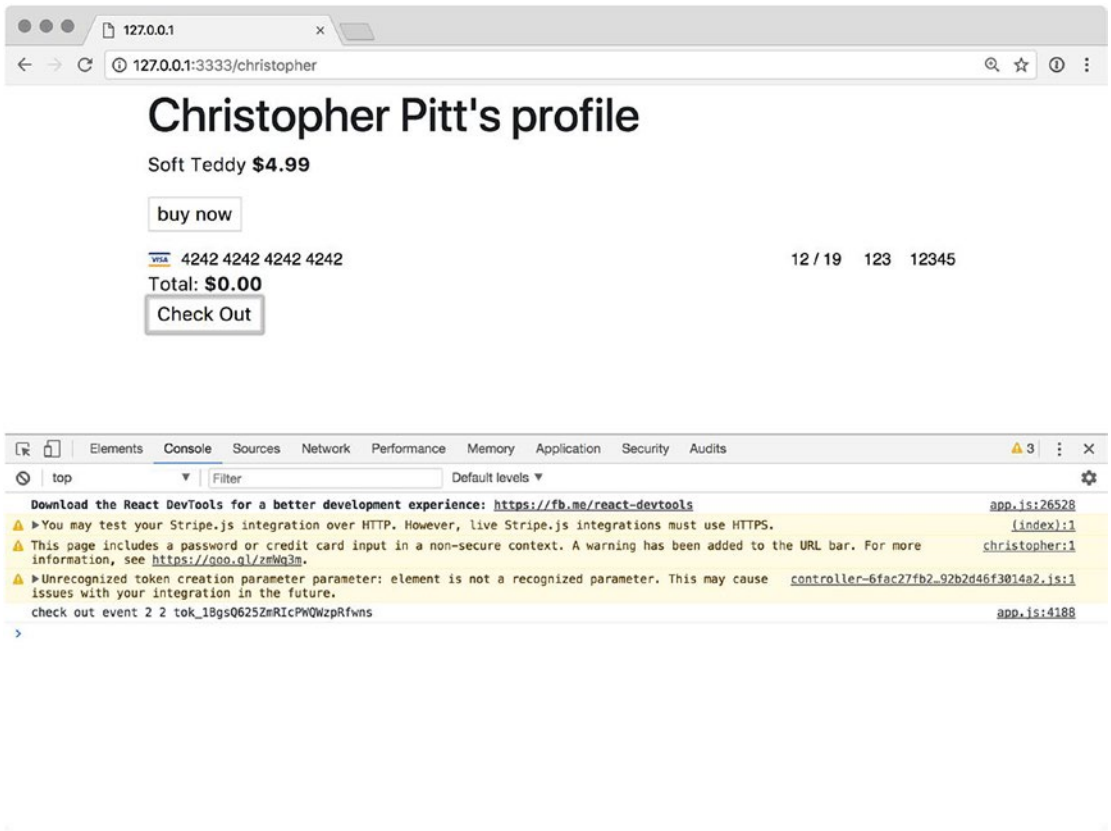 127.0.0.1 ×
127.0.0.1:3333/christopher
Christopher Pitt's profile
Soft Teddy $4.99
buy now
VISA 4242 4242 4242 4242 12 / 19 123 12345
Total: $0.00
Check Out
Elements Console Sources Network Performance Memory Application Security Audits 3
top Filter Default levels
Download the React DevTools for a better development experience: https://fb.me/react-devtools app.js:26528
You may test your Stripe.js integration over HTTP. However, live Stripe.js integrations must use HTTPS. (index):1
This page includes a password or credit card input in a non-secure context. A warning has been added to the URL bar. For more christopher:1
information, see https://goo.gl/zmWq3m.
Unrecognized token creation parameter parameter: element is not a recognized parameter. This may cause controller-6fac27fb2…92b2d46f3014a2.js:1
issues with your integration in the future.
check out event 2 2 tok_1BgsQ625ZmRIcPWQWzpRfwns app.js:4188